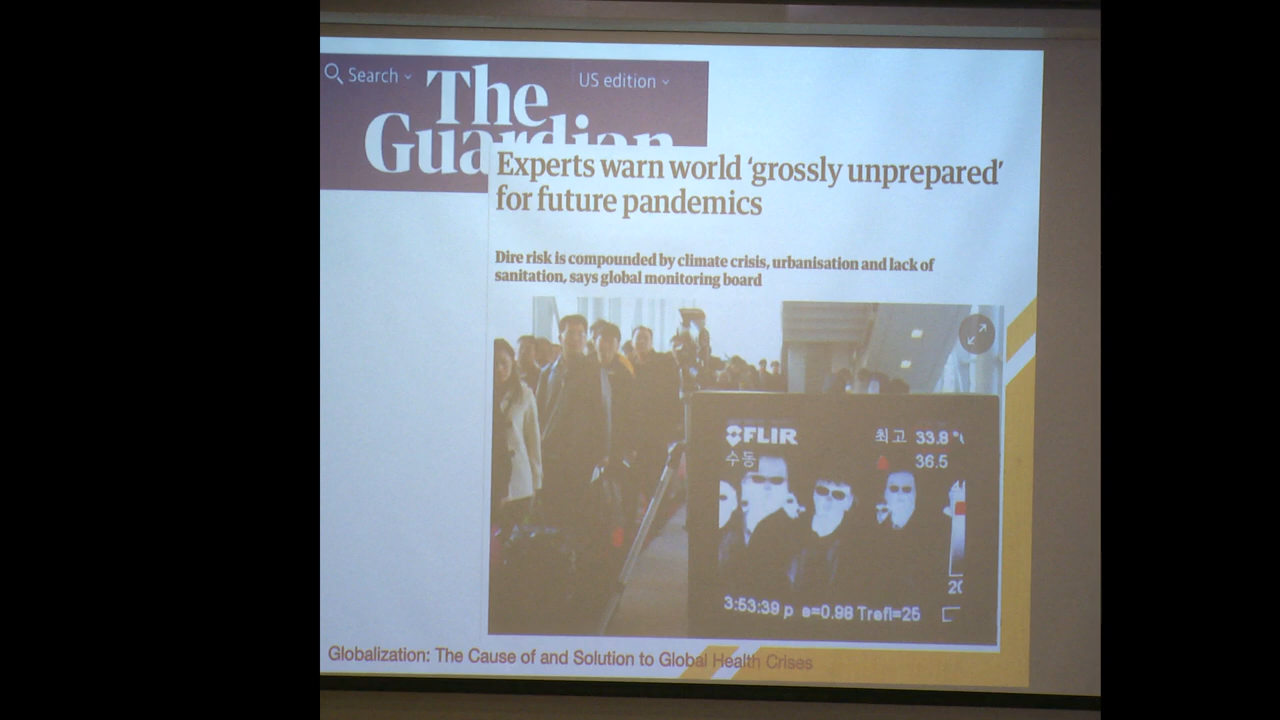 Search
US edition
The
Guardian
Experts warn world ‘grossly unprepared’
for future pandemics
Dire risk is compounded by climate crisis, urbanisation and lack of
sanitation, says global monitoring board
FLIR
최고 33.8
수동
36.5
20
3:53:39 p e=0.98 Trefl=25
Globalization: The Cause of and Solution to Global Health Crises